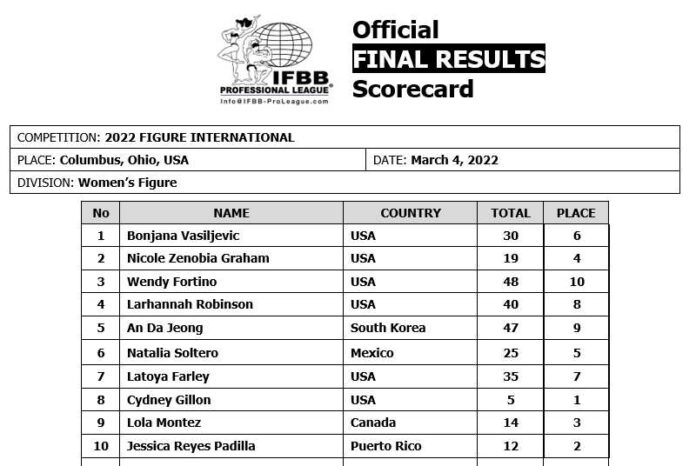 Official
FINAL RESULTS
Scorecard
IFBB
PROFESSIONAL LEAGUE®
Info@IFBB-ProLeague.com
COMPETITION: 2022 FIGURE INTERNATIONAL
PLACE: Columbus, Ohio, USA DATE: March 4, 2022
DIVISION: Women's Figure
No NAME COUNTRY TOTAL PLACE
1 Bonjana Vasiljevic USA 30 6
2 Nicole Zenobia Graham USA 19 4
3 Wendy Fortino USA 48 10
4 Larhannah Robinson USA 40 8
5 An Da Jeong South Korea 47 9
6 Natalia Soltero Mexico 25 5
7 Latoya Farley USA 35 7
8 Cydney Gillon USA 5 1
9 Lola Montez Canada 14 3
10 Jessica Reyes Padilla Puerto Rico 12 2